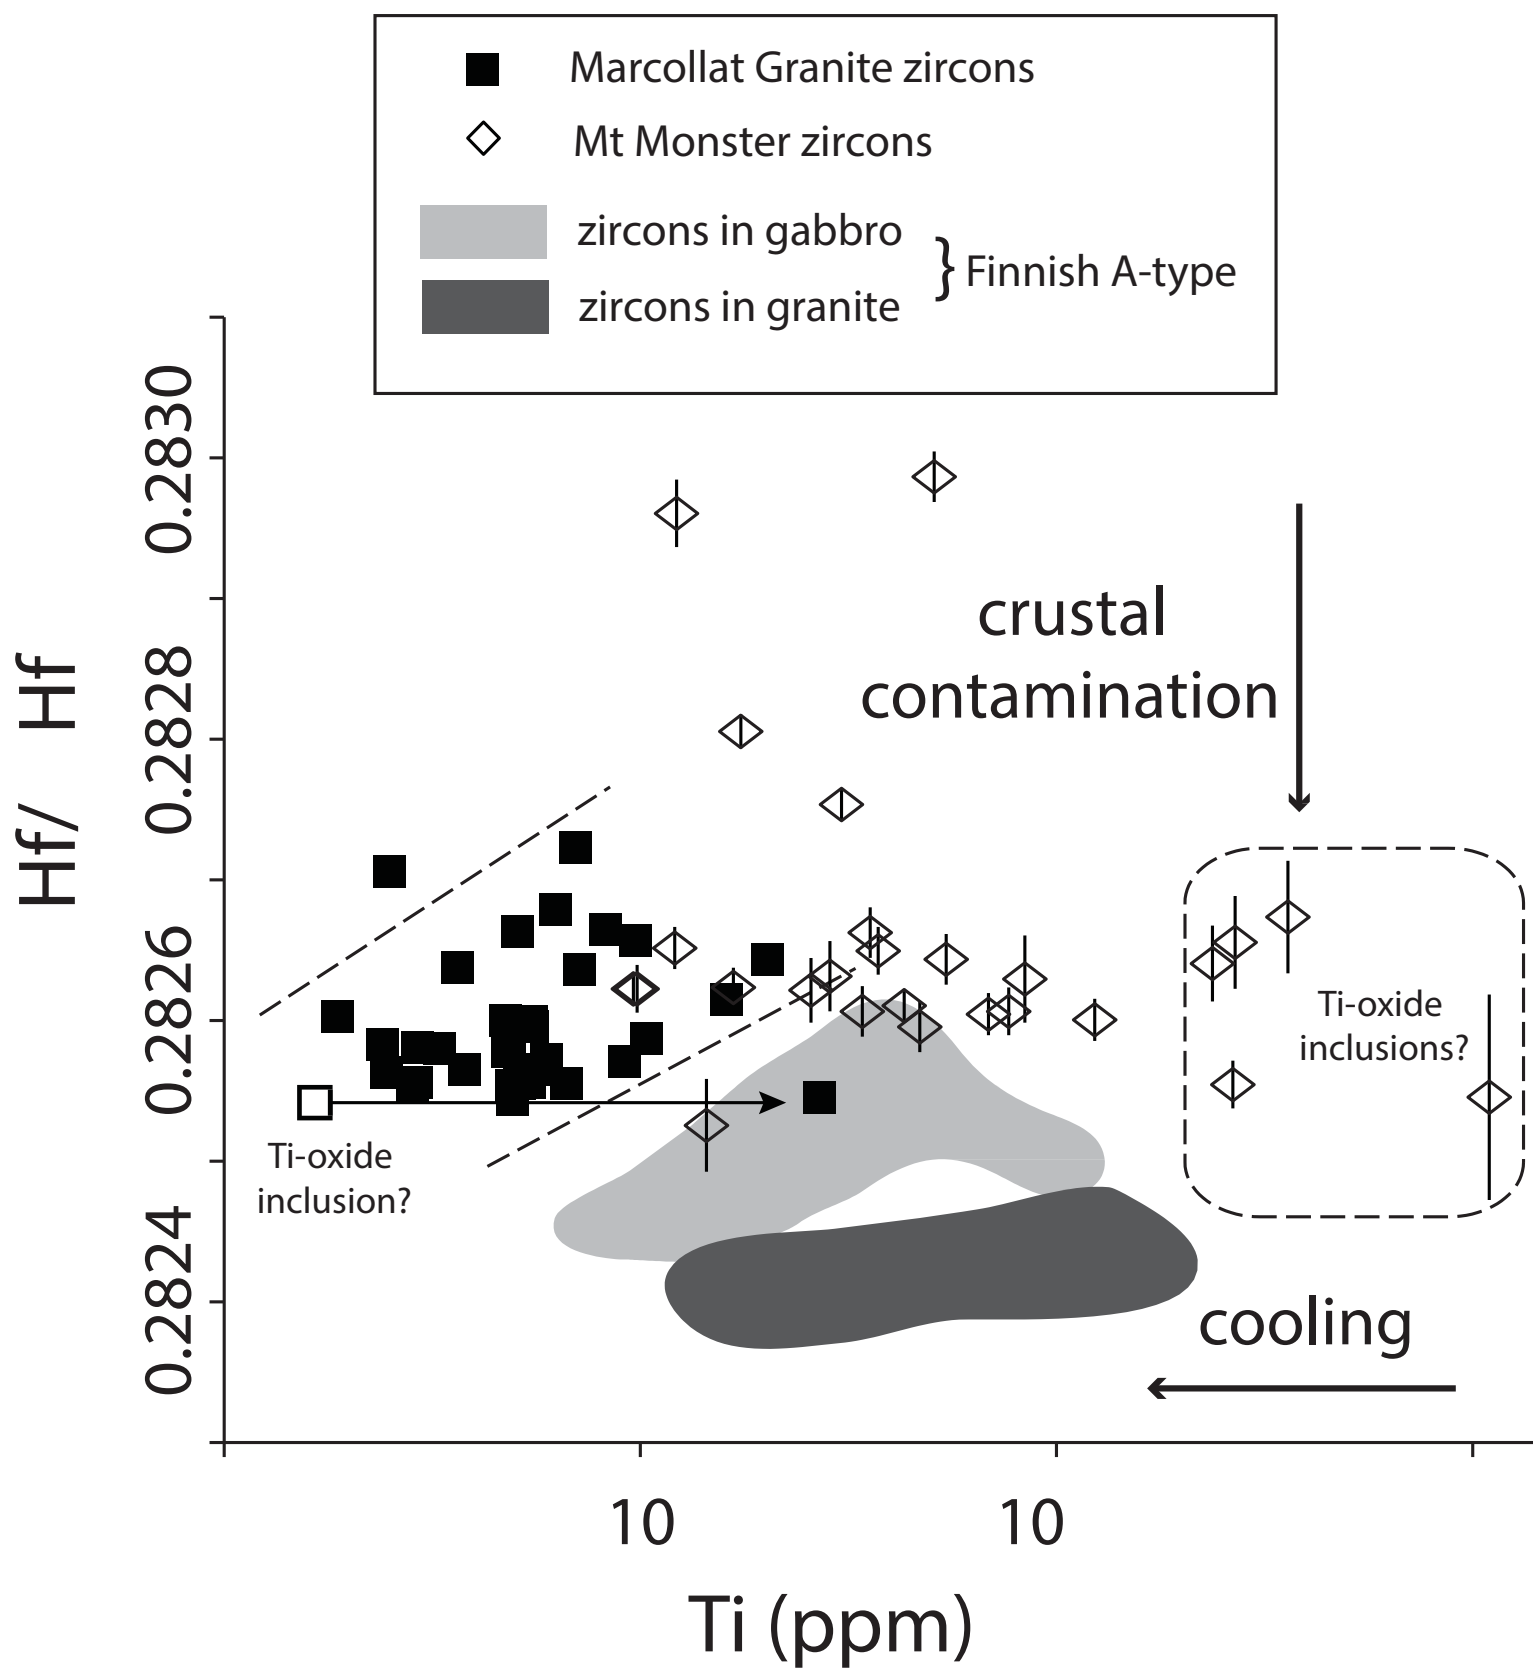 Marcollat Granite zircons
Mt Monster zircons
zircons in gabbro
zircons in granite
} Finnish A-type
0.2830
0.2828
0.2826
0.2824
Hf/ Hf
crustal
contamination
Ti-oxide
inclusions?
Ti-oxide
inclusion?
cooling
10
10
Ti (ppm)